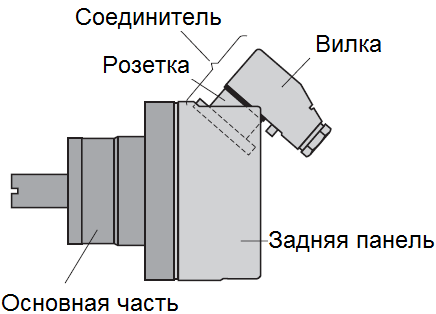 Соединитель
Вилка
Розетка
Задняя панель
Основная часть